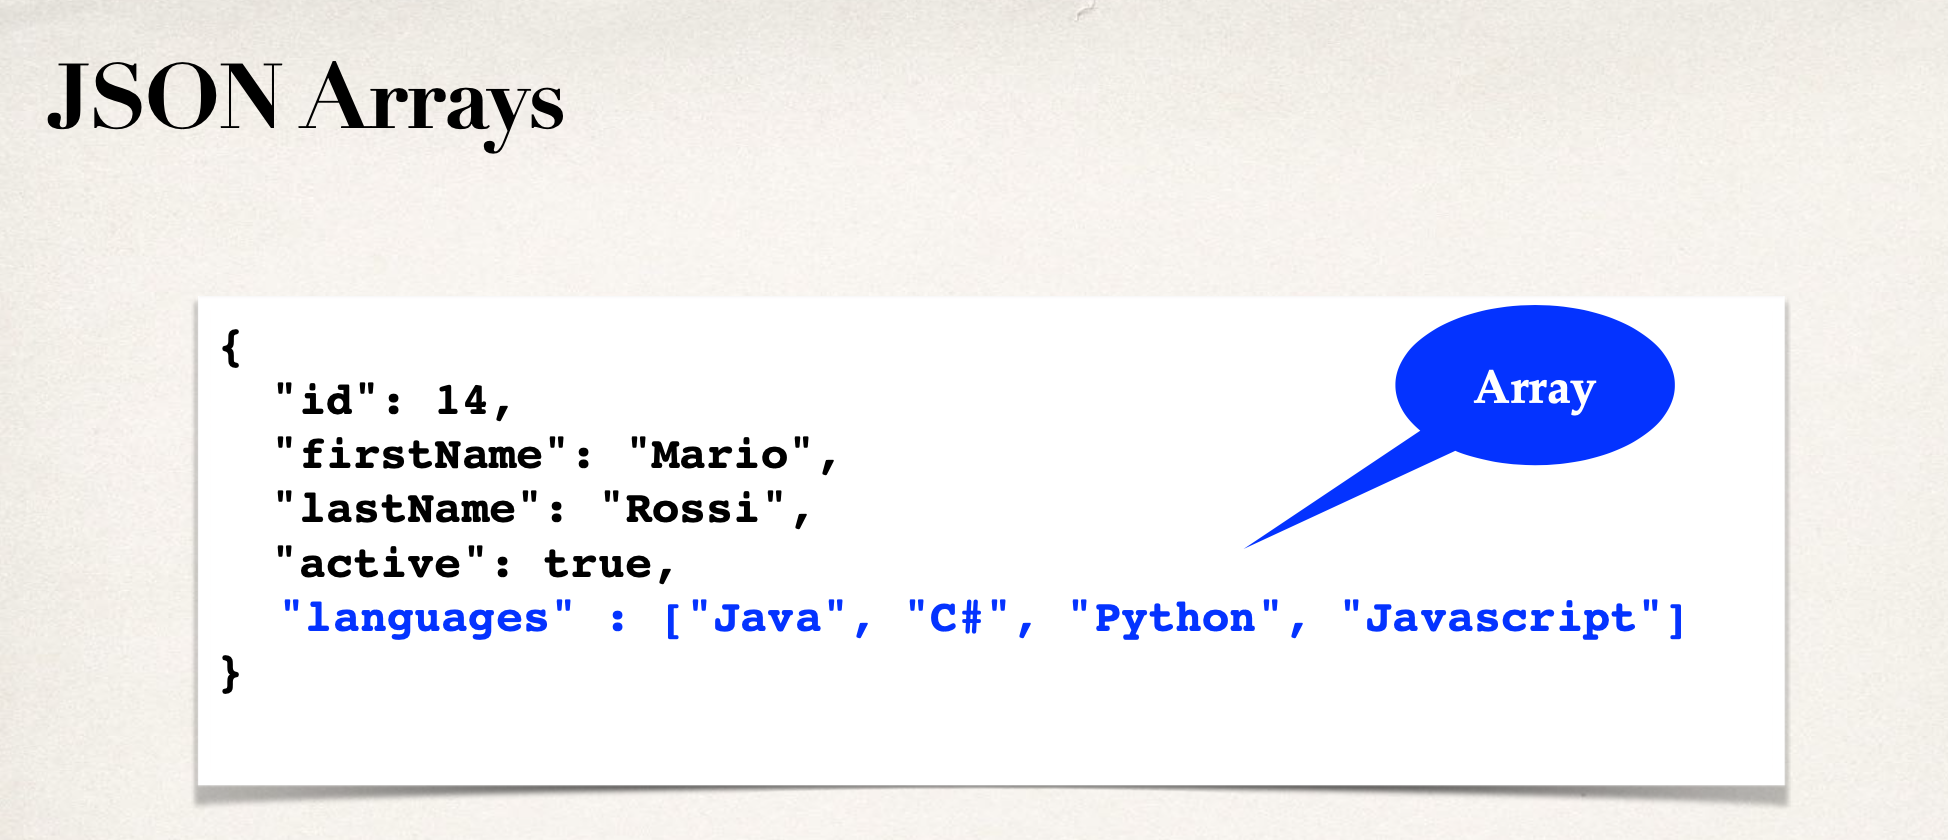 JSON Arrays
{
"id": 14,
"firstName": "Mario",
"lastName": "Rossi",
"active": true,
"languages" : ["Java", "C#", "Python", "Javascript"]
}
Array